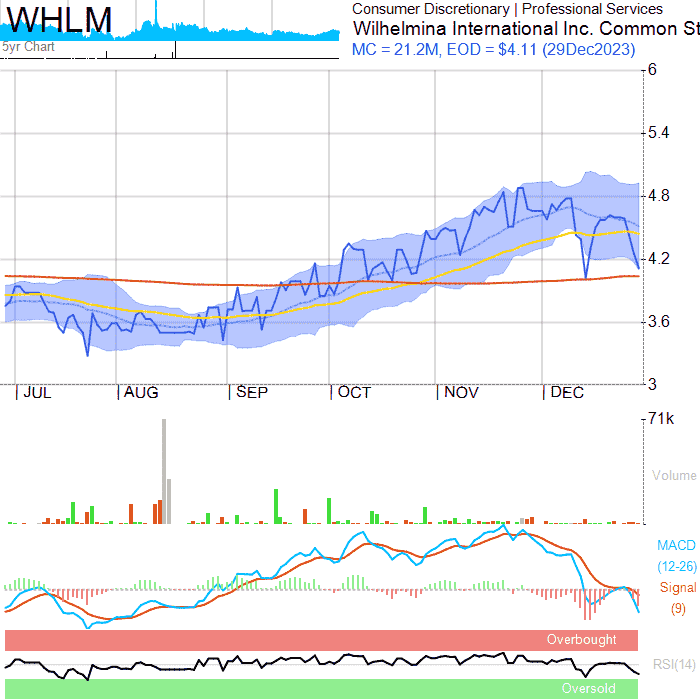 WHLM
5yr Chart
Consumer Discretionary | Professional Services
Wilhelmina International Inc. Common St
MC = 21.2M, EOD = $4.11 (29Dec2023)
6
5.4
4.8
4.2
3.6
3
JUL
AUG
SEP
OCT
NOV
DEC
71k
Volume
MACD
(12-26)
Signal
(9)
Overbought
RSI(14)
Oversold